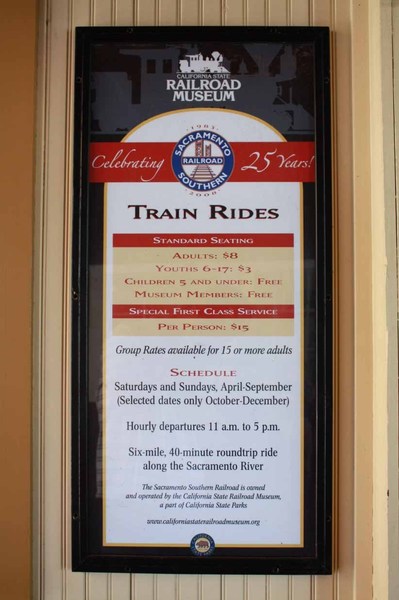 CALIFORNIA STATE
RAILROAD
MUSEUM
Celebrating 25 Years!
1982
SACRAMENTO
RAILROAD
SOUTHERN
TRAIN RIDES
STANDARD SEATING
ADULTS: $8
YOUTHS 6-17: $3
CHILDREN 5 AND UNDER: FREE
MUSEUM MEMBERS: FREE
SPECIAL FIRST CLASS SERVICE
PER PERSON: $15
Group Rates available for 15 or more adults
SCHEDULE
Saturdays and Sundays, April-September
(Selected dates only October-December)
Hourly departures 11 a.m. to 5 p.m.
Six-mile, 40-minute roundtrip ride
along the Sacramento River
The Sacramento Southern Railroad is owned
and operated by the California State Railroad Museum,
a part of California State Parks
www.californiastaterailroadmuseum.org